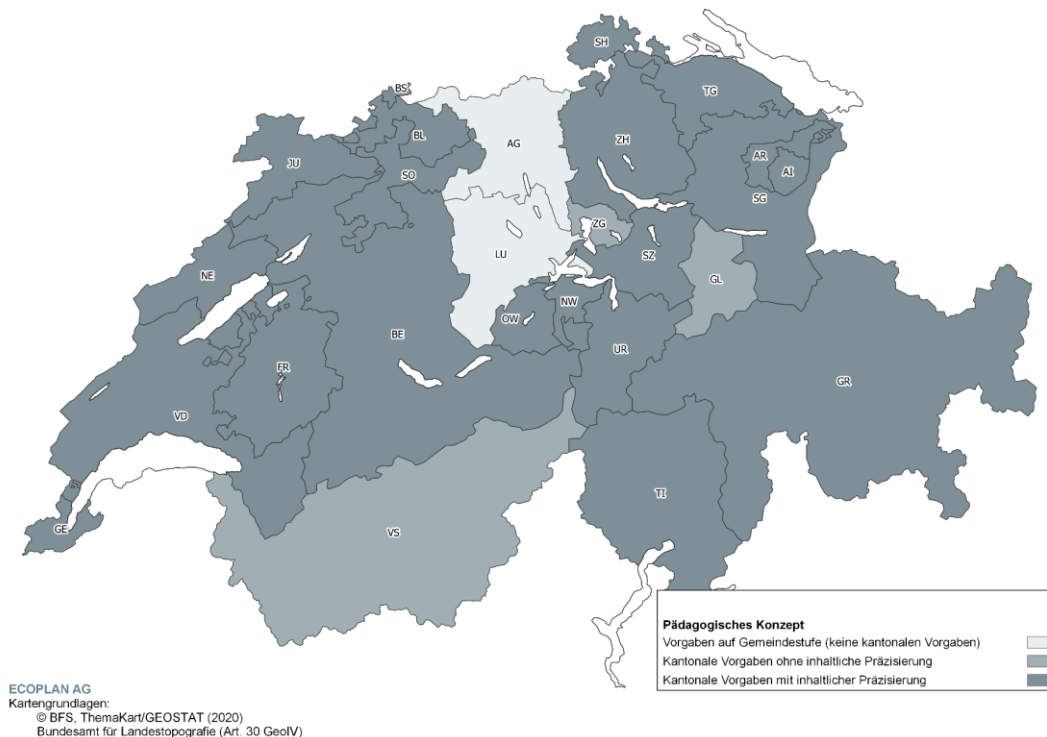 SH
BS
TG
BL
AG
ZH
JU
AR
AI
SO
SG
ZG
LU
SZ
NE
GL
NW
OW
BE
UR
FR
GR
VD
TI
GE
VS
Pädagogisches Konzept
Vorgaben auf Gemeindestufe (keine kantonalen Vorgaben)
Kantonale Vorgaben ohne inhaltliche Präzisierung
Kantonale Vorgaben mit inhaltlicher Präzisierung
ECOPLAN AG
Kartengrundlagen:
© BFS, ThemaKart/GEOSTAT (2020)
Bundesamt für Landestopografie (Art. 30 GeoIV)